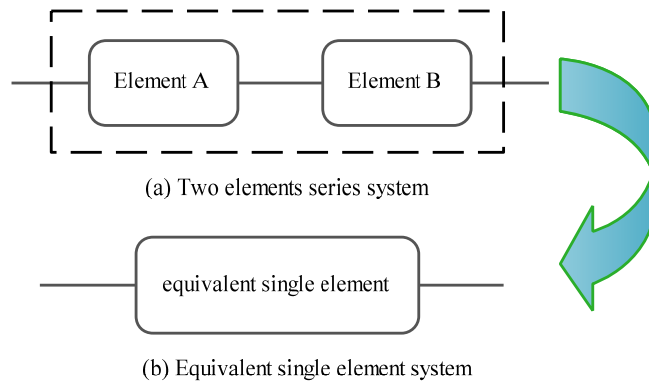 Element A
Element B
(a) Two elements series system
equivalent single element
(b) Equivalent single element system